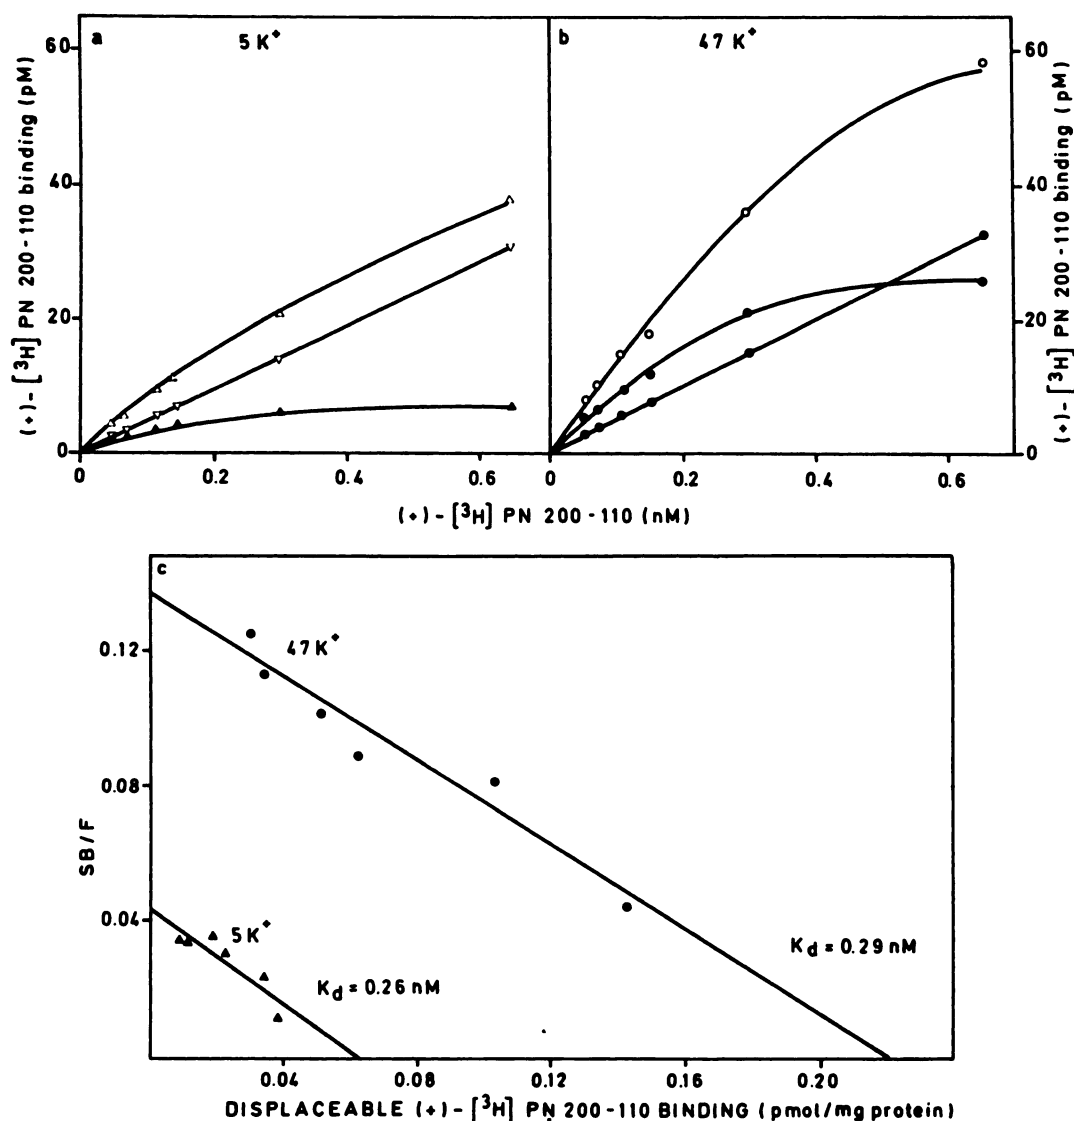 a
5 K⁺
b
47 K⁺
60
40
20
0
(+)-[³H] PN 200-110 binding (pM)
60
40
20
0
(+)-[³H] PN 200-110 binding (pM)
0 0.2 0.4 0.6 0 0.2 0.4 0.6
(+)-[³H] PN 200-110 (nM)
c
47 K⁺
0.12
0.08
0.04
SB/F
5 K⁺
Kd = 0.26 nM
Kd = 0.29 nM
0.04 0.08 0.12 0.16 0.20
DISPLACEABLE (+)-[³H] PN 200-110 BINDING (pmol/mg protein)